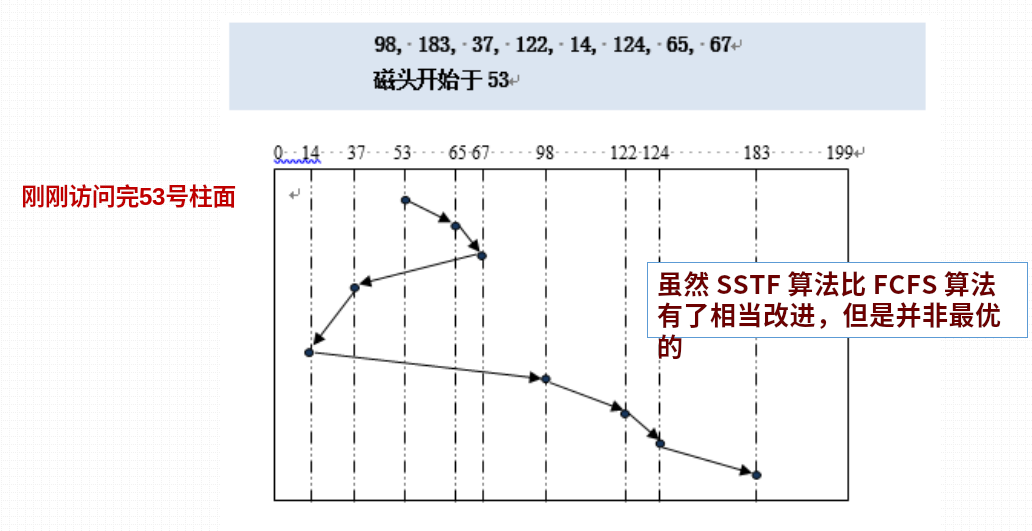 98, 183, 37, 122, 14, 124, 65, 67
磁头开始于 53
0 14 37 53 65 67 98 122 124 183 199
刚刚访问完53号柱面
虽然 SSTF 算法比 FCFS 算法
有了相当改进，但是并非最优
的